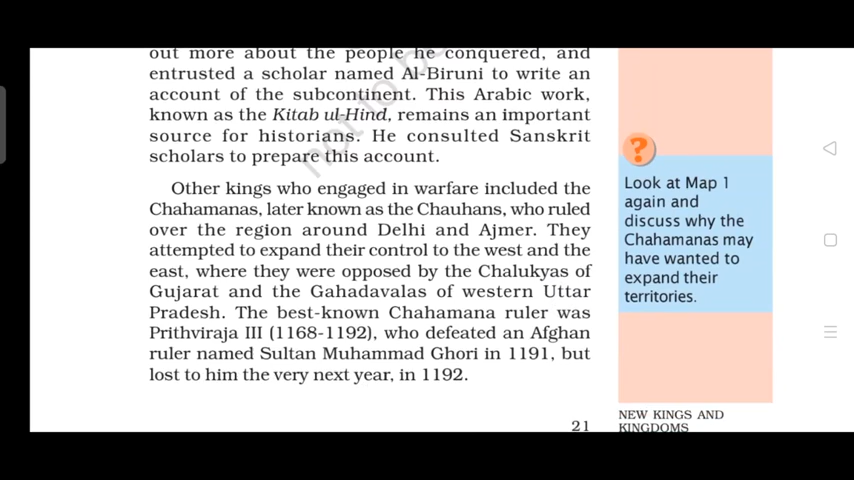 out more about the people he conquered, and
entrusted a scholar named Al-Biruni to write an
account of the subcontinent. This Arabic work,
known as the Kitab ul-Hind, remains an important
source for historians. He consulted Sanskrit
scholars to prepare this account.
Other kings who engaged in warfare included the
Chahamanas, later known as the Chauhans, who ruled
over the region around Delhi and Ajmer. They
attempted to expand their control to the west and the
east, where they were opposed by the Chalukyas of
Gujarat and the Gahadavalas of western Uttar
Pradesh. The best-known Chahamana ruler was
Prithviraja III (1168-1192), who defeated an Afghan
ruler named Sultan Muhammad Ghori in 1191, but
lost to him the very next year, in 1192.
?
Look at Map 1
again and
discuss why the
Chahamanas may
have wanted to
expand their
territories.
21
NEW KINGS AND
KINGDOMS
not to be